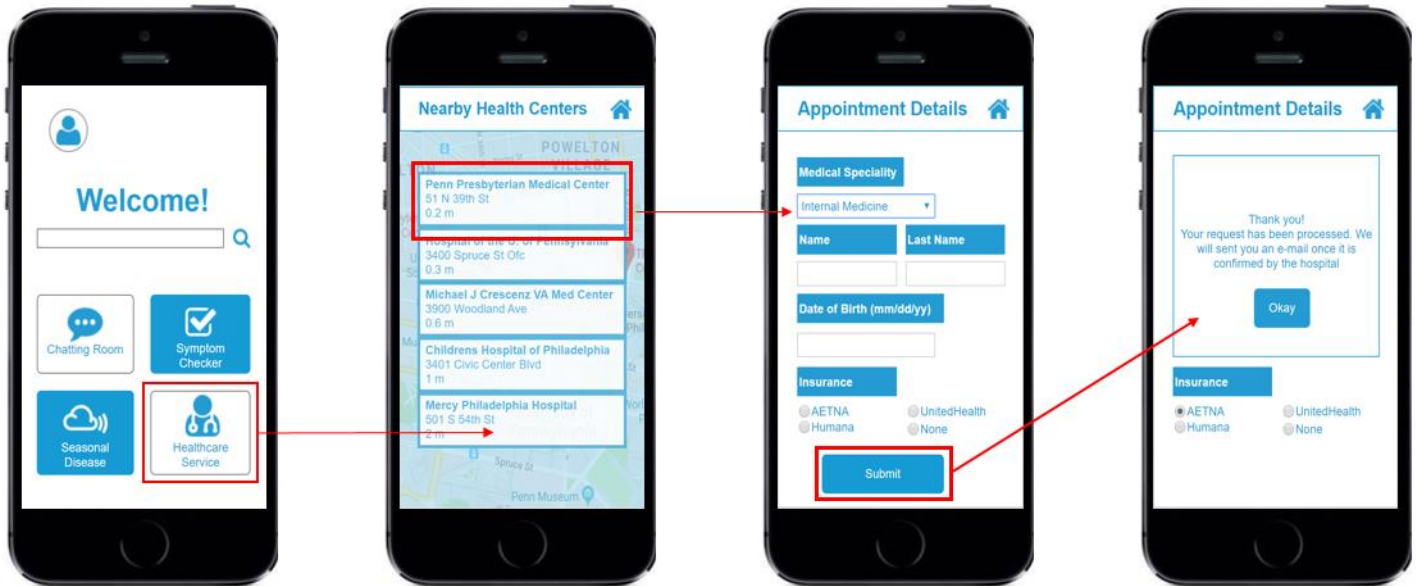 Welcome!
Chatting Room
Symptom
Checker
Seasonal
Disease
Healthcare
Service
Nearby Health Centers
POWELTON
VILLAGE
Penn Presbyterian Medical Center
51 N 39th St
0.2 m
Hospital of the U. of Pennsylvania
3400 Spruce St Ofc
0.3 m
Michael J Crescenz VA Med Center
3900 Woodland Ave
0.6 m
Childrens Hospital of Philadelphia
3401 Civic Center Blvd
1 m
Mercy Philadelphia Hospital
501 S 54th St
2 m
Spruce St
Penn Museum
Appointment Details
Medical Speciality
Internal Medicine
Name Last Name
Date of Birth (mm/dd/yy)
Insurance
AETNA UnitedHealth
Humana None
Submit
Appointment Details
Thank you!
Your request has been processed. We
will sent you an e-mail once it is
confirmed by the hospital
Okay
Insurance
AETNA UnitedHealth
Humana None